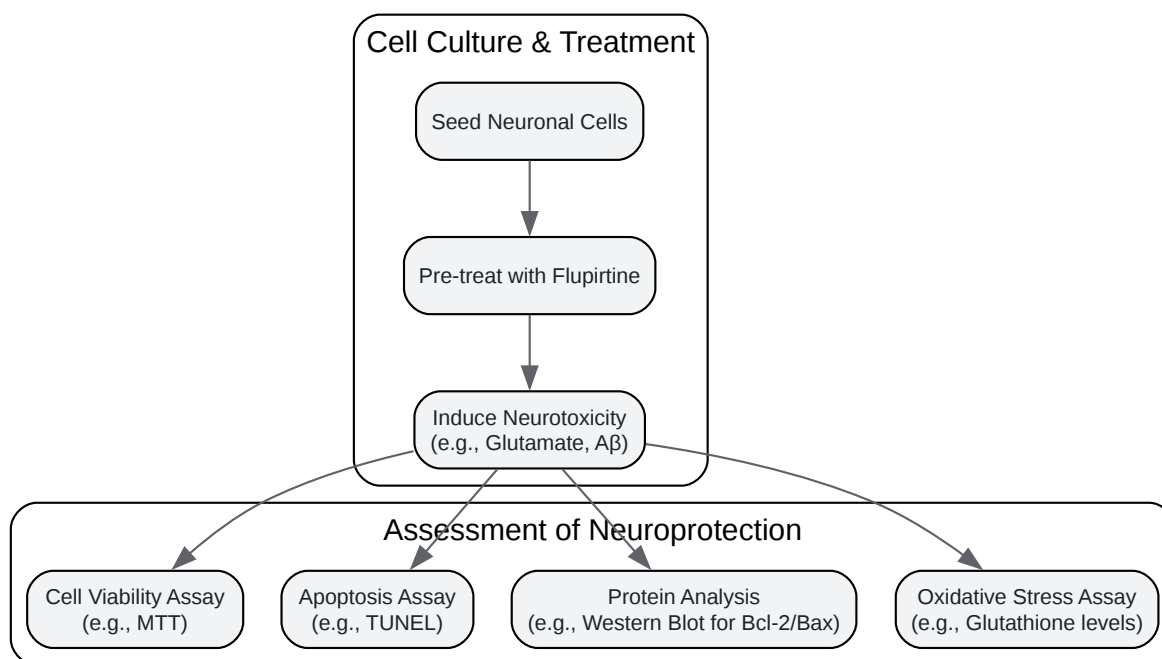 Cell Culture & Treatment
Seed Neuronal Cells
Pre-treat with Flupirtine
Induce Neurotoxicity
(e.g., Glutamate, Aβ)
Assessment of Neuroprotection
Cell Viability Assay
(e.g., MTT)
Apoptosis Assay
(e.g., TUNEL)
Protein Analysis
(e.g., Western Blot for Bcl-2/Bax)
Oxidative Stress Assay
(e.g., Glutathione levels)